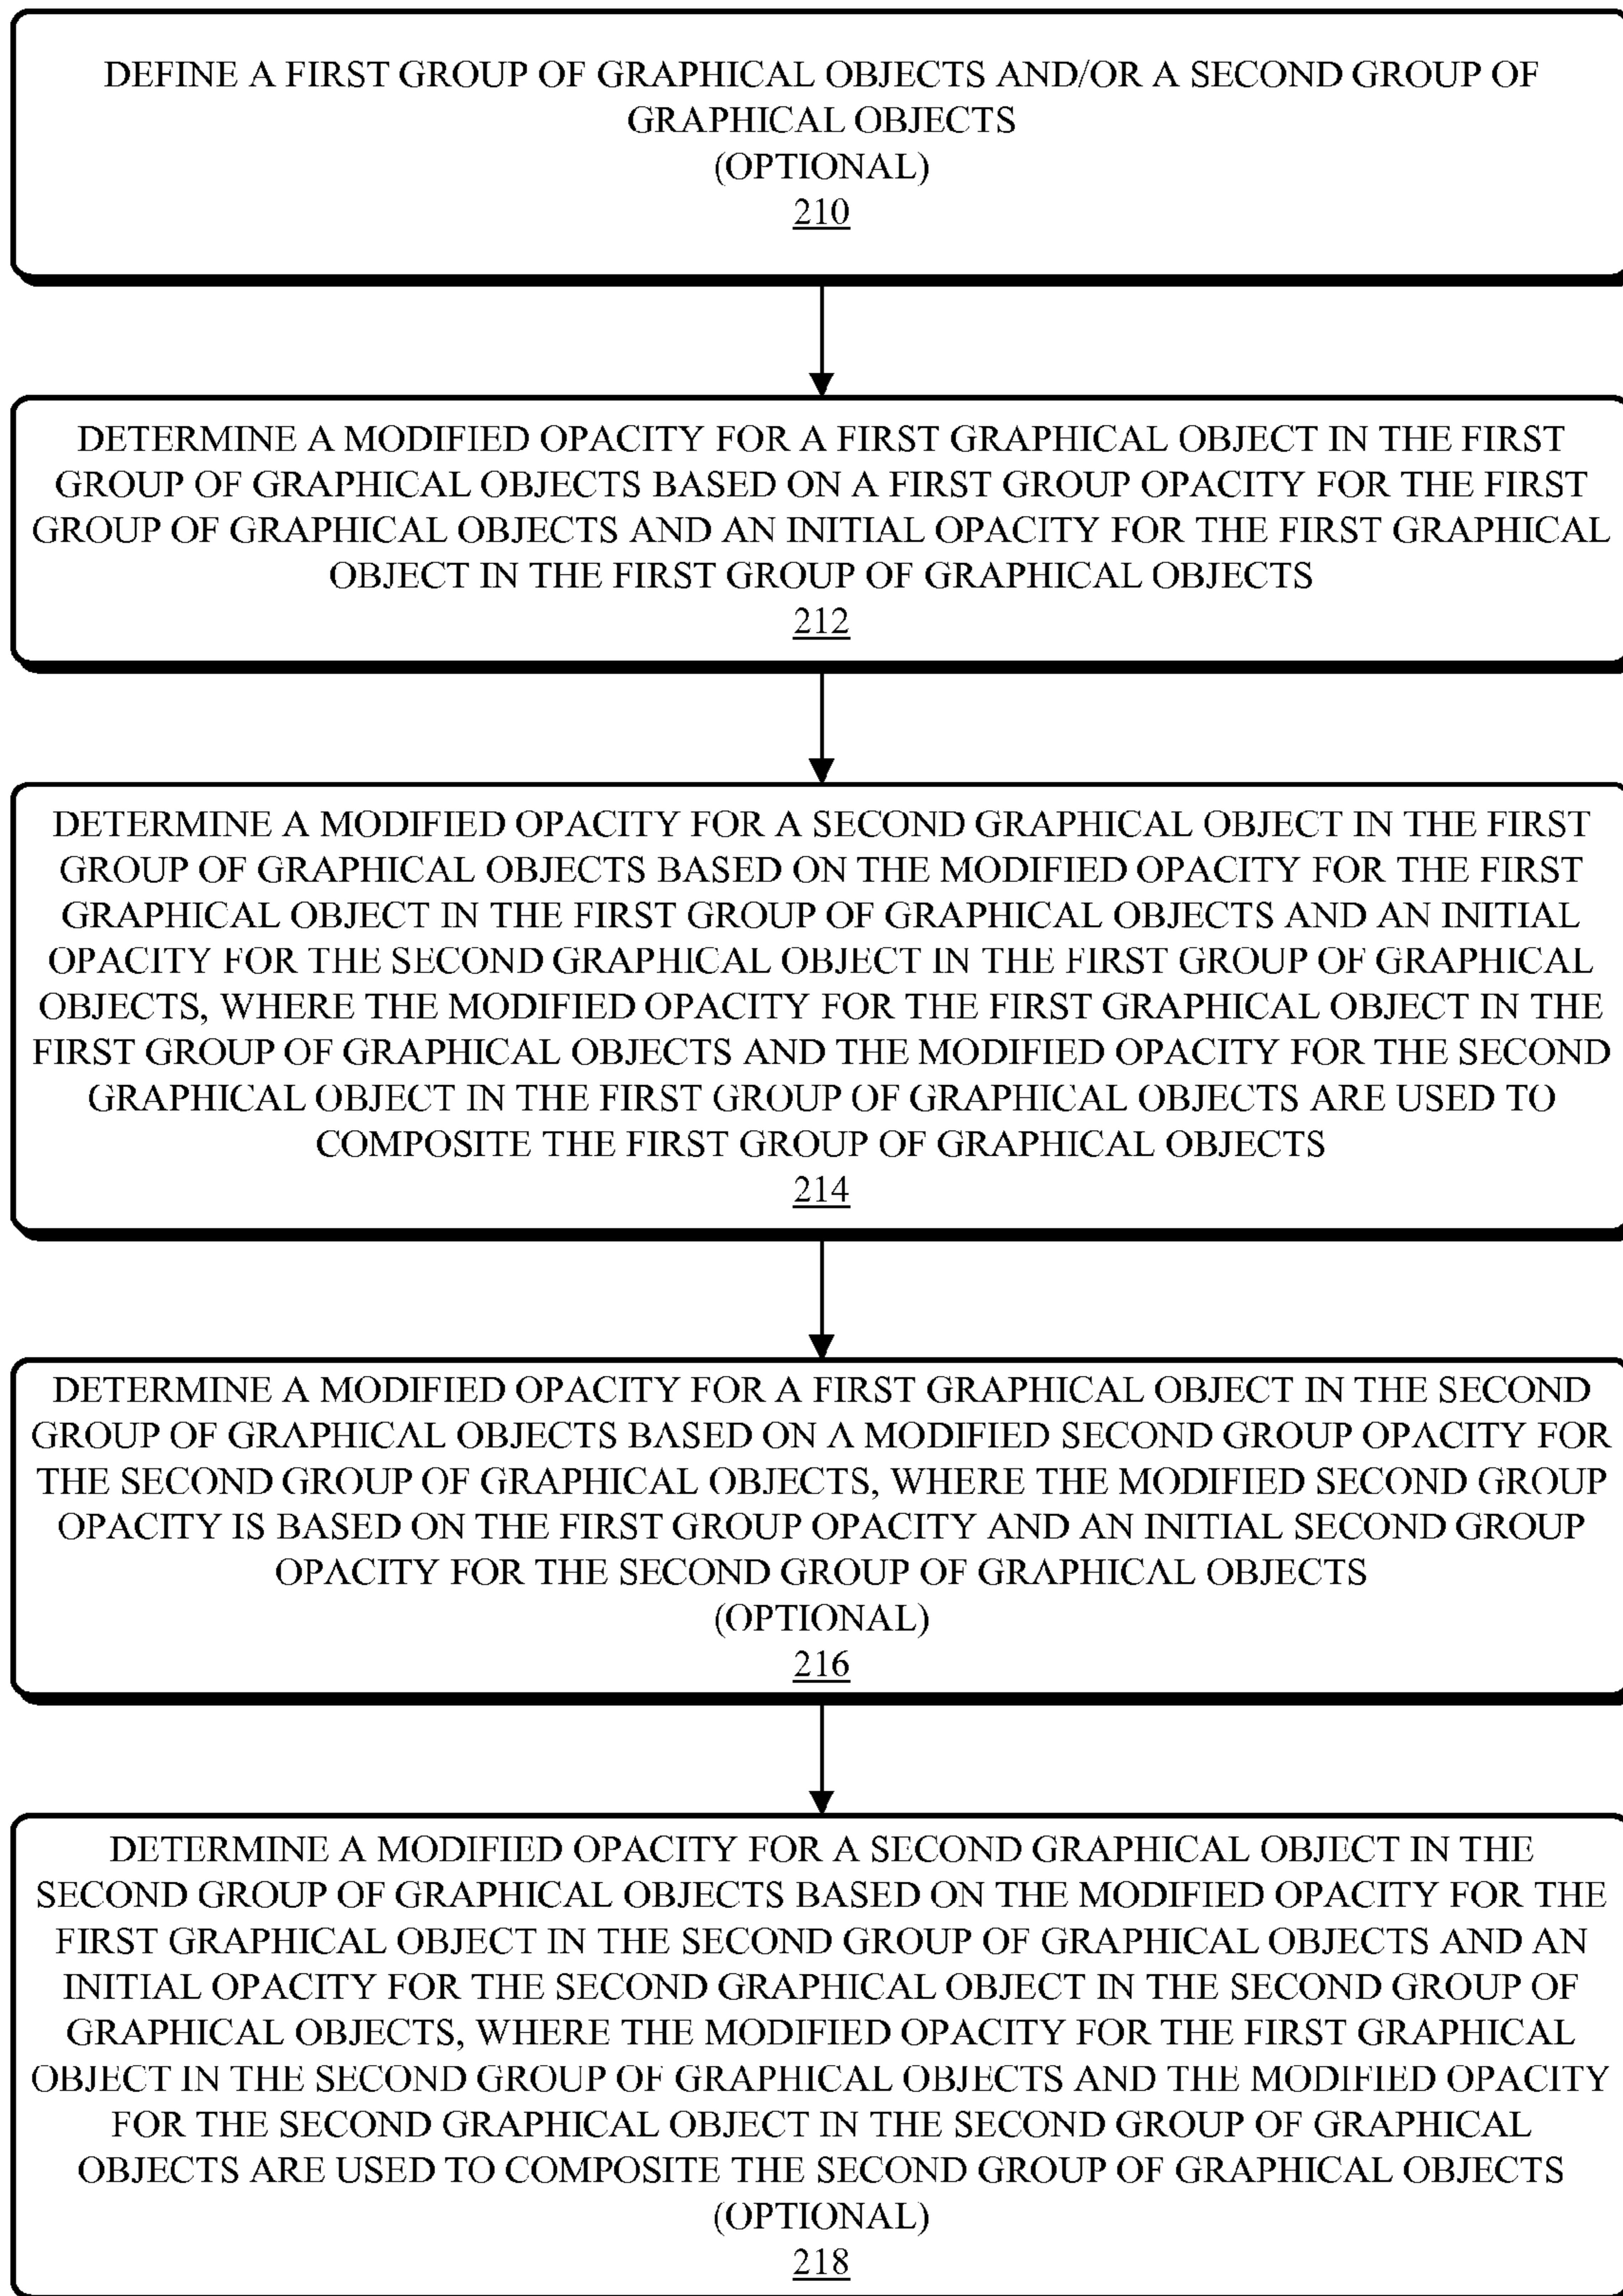 DEFINE A FIRST GROUP OF GRAPHICAL OBJECTS AND/OR A SECOND GROUP OF
GRAPHICAL OBJECTS
(OPTIONAL)
210
DETERMINE A MODIFIED OPACITY FOR A FIRST GRAPHICAL OBJECT IN THE FIRST
GROUP OF GRAPHICAL OBJECTS BASED ON A FIRST GROUP OPACITY FOR THE FIRST
GROUP OF GRAPHICAL OBJECTS AND AN INITIAL OPACITY FOR THE FIRST GRAPHICAL
OBJECT IN THE FIRST GROUP OF GRAPHICAL OBJECTS
212
DETERMINE A MODIFIED OPACITY FOR A SECOND GRAPHICAL OBJECT IN THE FIRST
GROUP OF GRAPHICAL OBJECTS BASED ON THE MODIFIED OPACITY FOR THE FIRST
GRAPHICAL OBJECT IN THE FIRST GROUP OF GRAPHICAL OBJECTS AND AN INITIAL
OPACITY FOR THE SECOND GRAPHICAL OBJECT IN THE FIRST GROUP OF GRAPHICAL
OBJECTS, WHERE THE MODIFIED OPACITY FOR THE FIRST GRAPHICAL OBJECT IN THE
FIRST GROUP OF GRAPHICAL OBJECTS AND THE MODIFIED OPACITY FOR THE SECOND
GRAPHICAL OBJECT IN THE FIRST GROUP OF GRAPHICAL OBJECTS ARE USED TO
COMPOSITE THE FIRST GROUP OF GRAPHICAL OBJECTS
214
DETERMINE A MODIFIED OPACITY FOR A FIRST GRAPHICAL OBJECT IN THE SECOND
GROUP OF GRAPHICAL OBJECTS BASED ON A MODIFIED SECOND GROUP OPACITY FOR
THE SECOND GROUP OF GRAPHICAL OBJECTS, WHERE THE MODIFIED SECOND GROUP
OPACITY IS BASED ON THE FIRST GROUP OPACITY AND AN INITIAL SECOND GROUP
OPACITY FOR THE SECOND GROUP OF GRAPHICAL OBJECTS
(OPTIONAL)
216
DETERMINE A MODIFIED OPACITY FOR A SECOND GRAPHICAL OBJECT IN THE
SECOND GROUP OF GRAPHICAL OBJECTS BASED ON THE MODIFIED OPACITY FOR THE
FIRST GRAPHICAL OBJECT IN THE SECOND GROUP OF GRAPHICAL OBJECTS AND AN
INITIAL OPACITY FOR THE SECOND GRAPHICAL OBJECT IN THE SECOND GROUP OF
GRAPHICAL OBJECTS, WHERE THE MODIFIED OPACITY FOR THE FIRST GRAPHICAL
OBJECT IN THE SECOND GROUP OF GRAPHICAL OBJECTS AND THE MODIFIED OPACITY
FOR THE SECOND GRAPHICAL OBJECT IN THE SECOND GROUP OF GRAPHICAL
OBJECTS ARE USED TO COMPOSITE THE SECOND GROUP OF GRAPHICAL OBJECTS
(OPTIONAL)
218